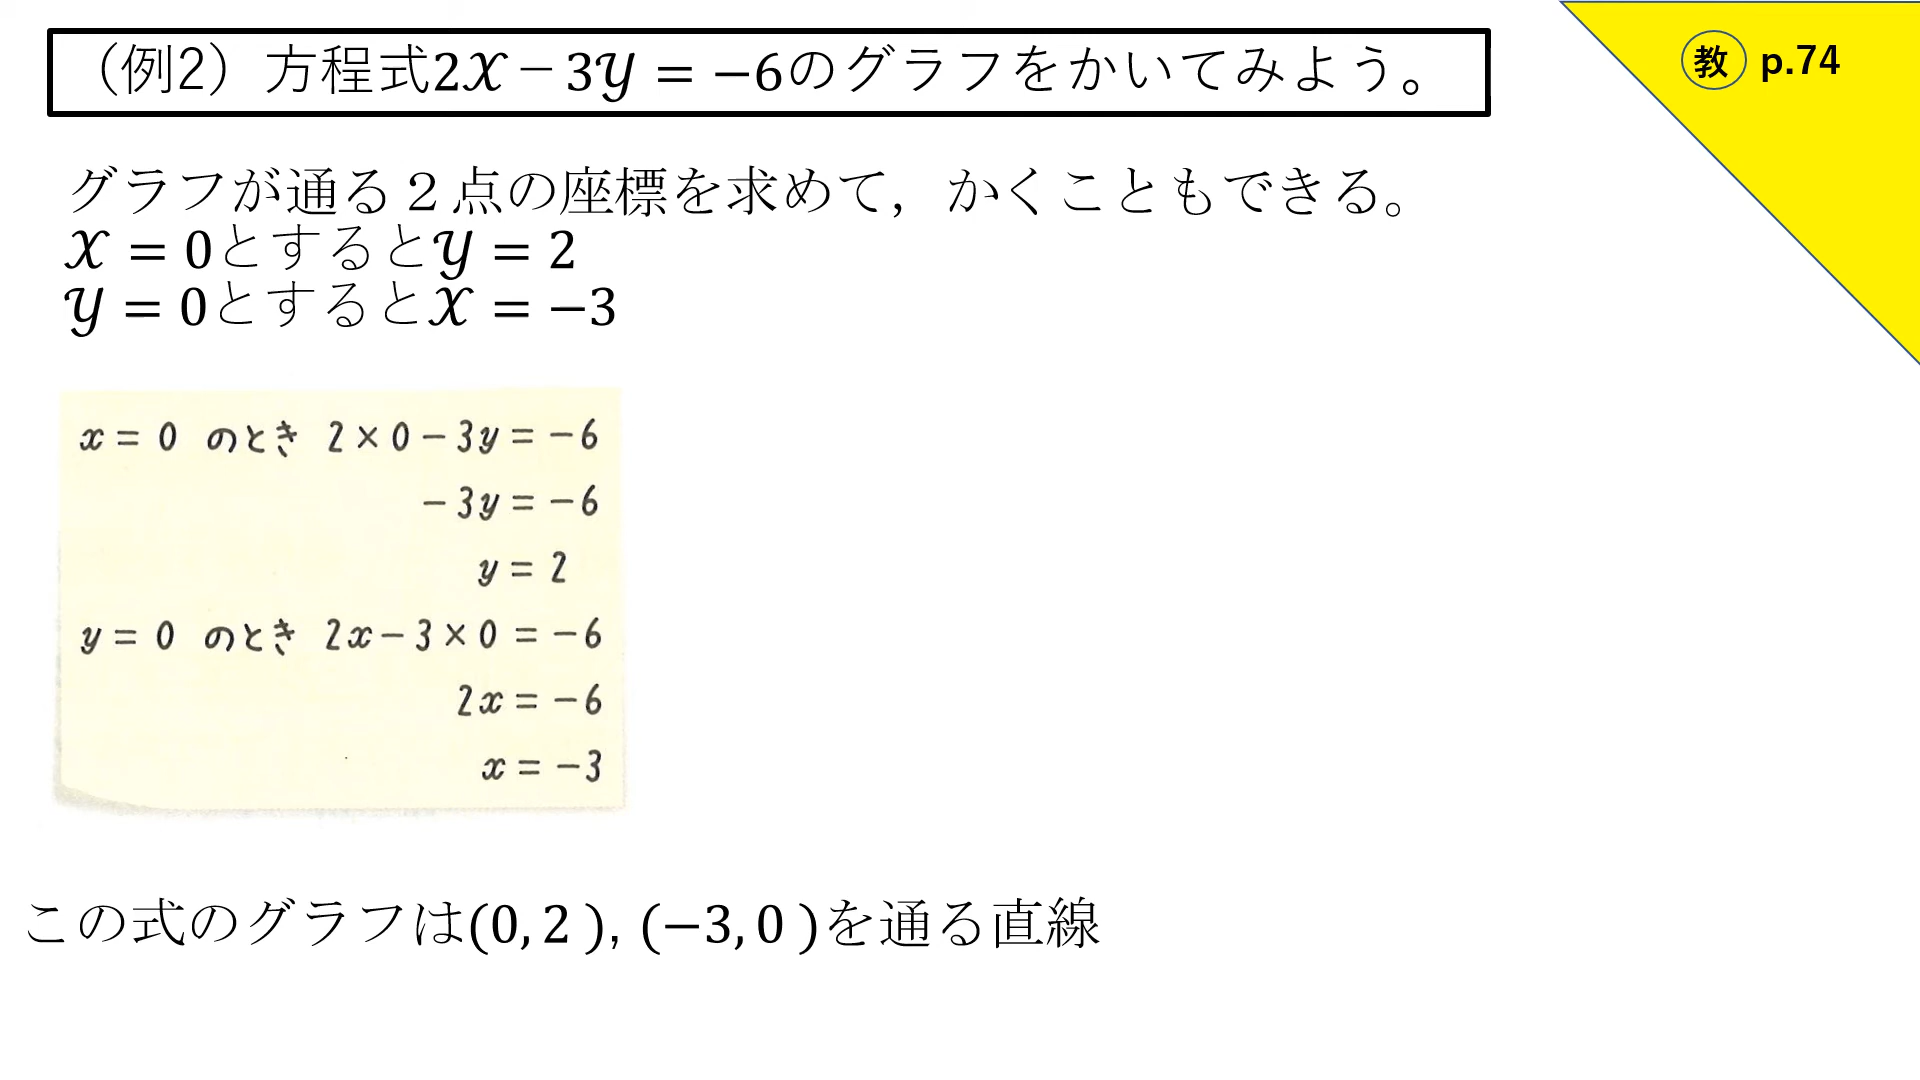 （例2）方程式2x－3y = −6のグラフをかいてみよう。
教 p.74
グラフが通る２点の座標を求めて，かくこともできる。
x = 0とするとy = 2
y = 0とするとx = −3
x = 0 のとき 2×0−3y = −6
−3y = −6
y = 2
y = 0 のとき 2x−3×0 = −6
2x = −6
x = −3
この式のグラフは(0, 2 ), (−3, 0 )を通る直線